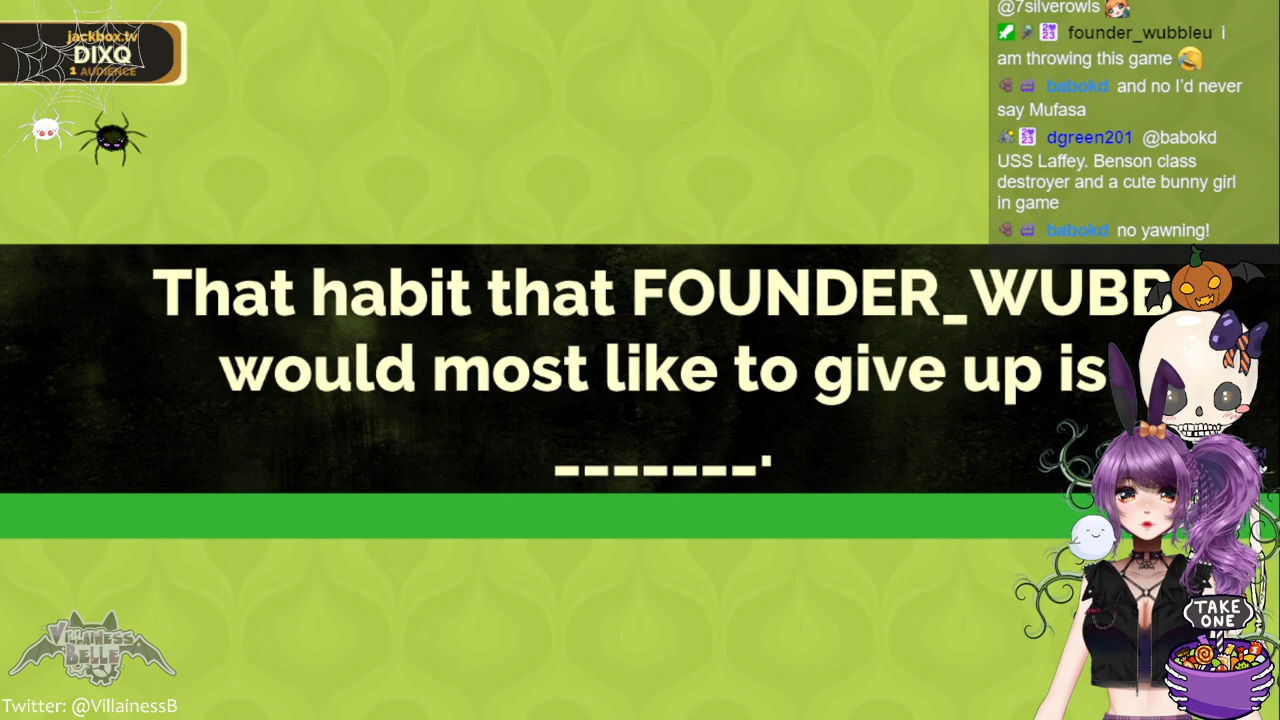 jackbox.tv
DIXQ
1 AUDIENCE
@7silverowls
founder_wubbleu i
am throwing this game
babokd and no I'd never
say Mufasa
dgreen201 @babokd
USS Laffey. Benson class
destroyer and a cute bunny girl
in game
babokd no yawning!
That habit that FOUNDER_WUBB
would most like to give up is
_______.
TAKE
ONE
VILLAINESS
BELLE
Twitter: @VillainessB